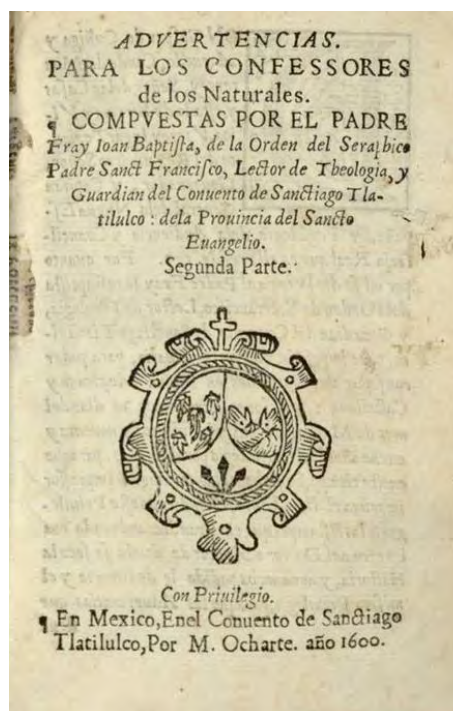 ADVERTENCIAS.
PARA LOS CONFESSORES
de los Naturales.
¶ COMPVESTAS POR EL PADRE
Fray Ioan Baptiſta, de la Orden del Seraphico
Padre Sanct Franciſco, Lector de Theologia, y
Guardian del Conuento de Sanctiago Tla-
tilulco : dela Prouincia del Sancto
Euangelio.
Segunda Parte.
Con Priuilegio.
¶ En Mexico, Enel Conuento de Sanctiago
Tlatilulco, Por M. Ocharte. año 1600.